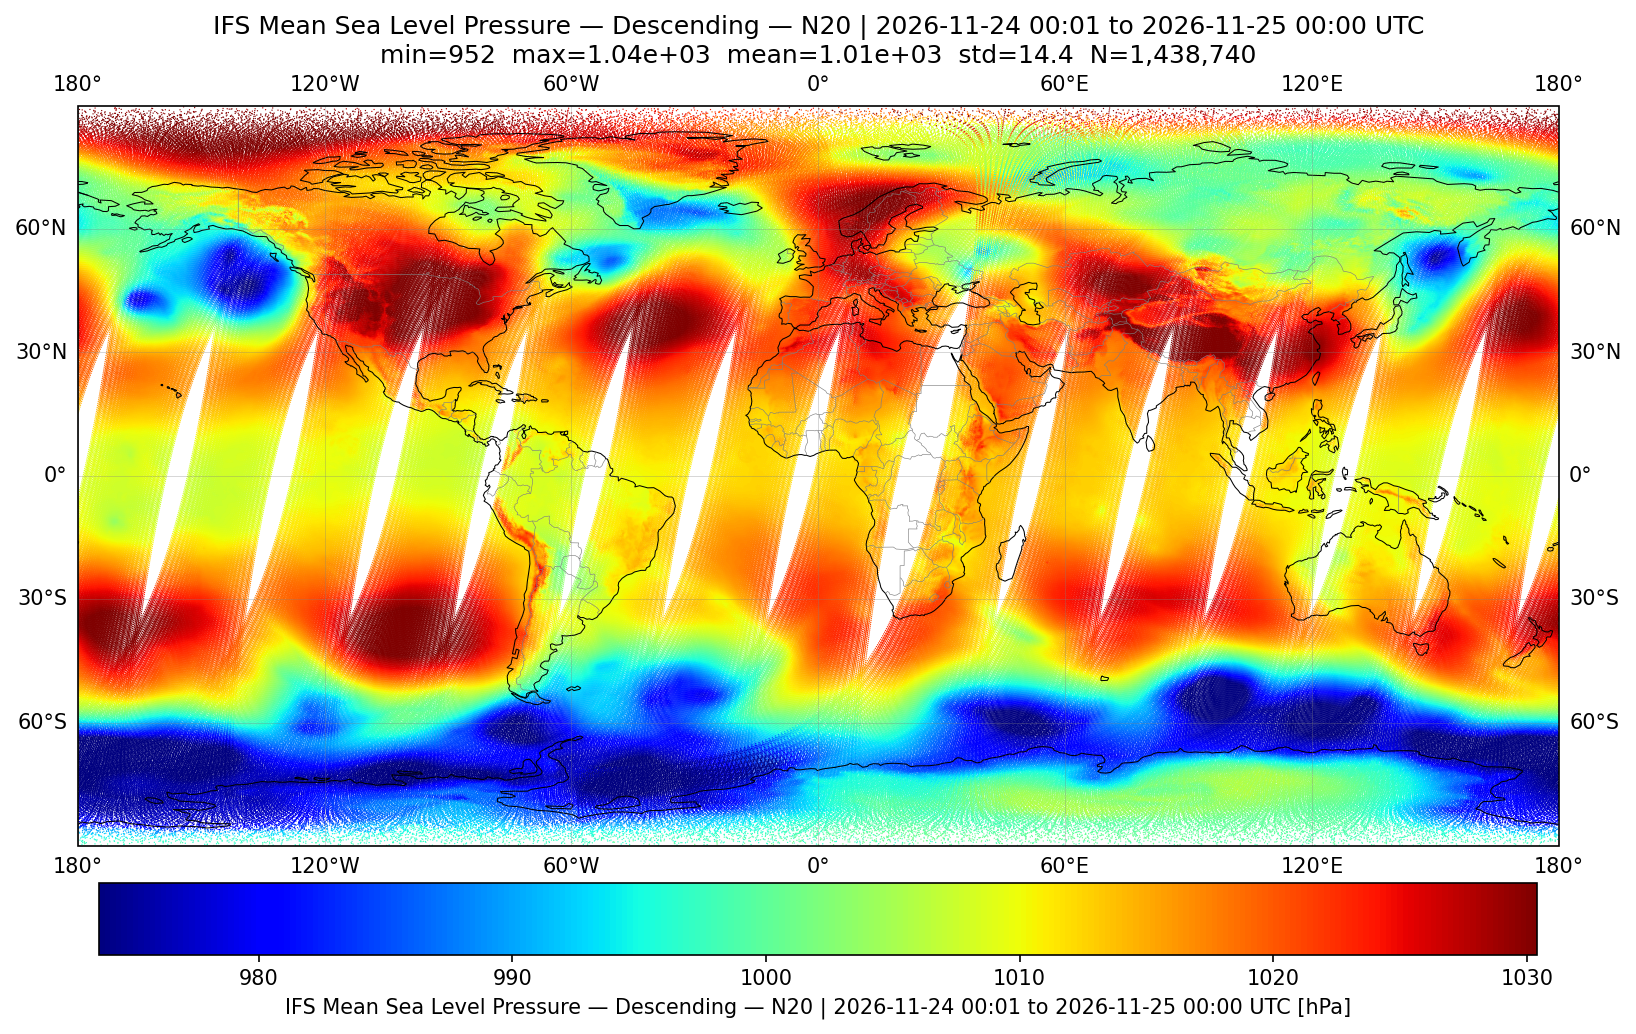 IFS Mean Sea Level Pressure — Descending — N20 | 2026-11-24 00:01 to 2026-11-25 00:00 UTC
min=952  max=1.04e+03  mean=1.01e+03  std=14.4  N=1,438,740
180° 120°W 60°W 0° 60°E 120°E 180°
60°N 60°N
30°N 30°N
0° 0°
30°S 30°S
60°S 60°S
180° 120°W 60°W 0° 60°E 120°E 180°
980 990 1000 1010 1020 1030
IFS Mean Sea Level Pressure — Descending — N20 | 2026-11-24 00:01 to 2026-11-25 00:00 UTC [hPa]